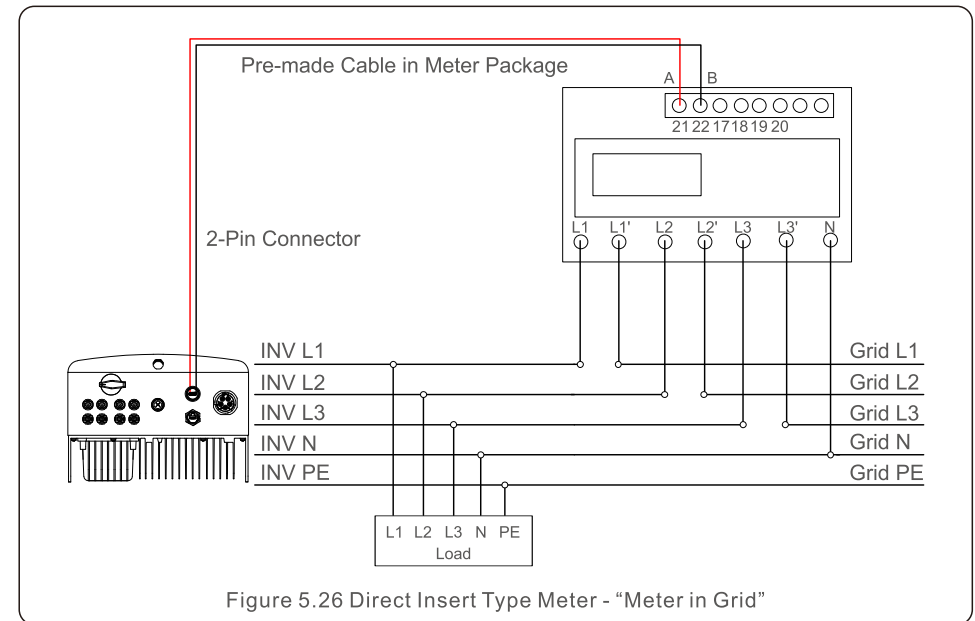 Pre-made Cable in Meter Package
A B
21 22 17 18 19 20
L1 L1' L2 L2' L3 L3' N
2-Pin Connector
INV L1 Grid L1
INV L2 Grid L2
INV L3 Grid L3
INV N Grid N
INV PE Grid PE
L1 L2 L3 N PE
Load
Figure 5.26 Direct Insert Type Meter - “Meter in Grid”